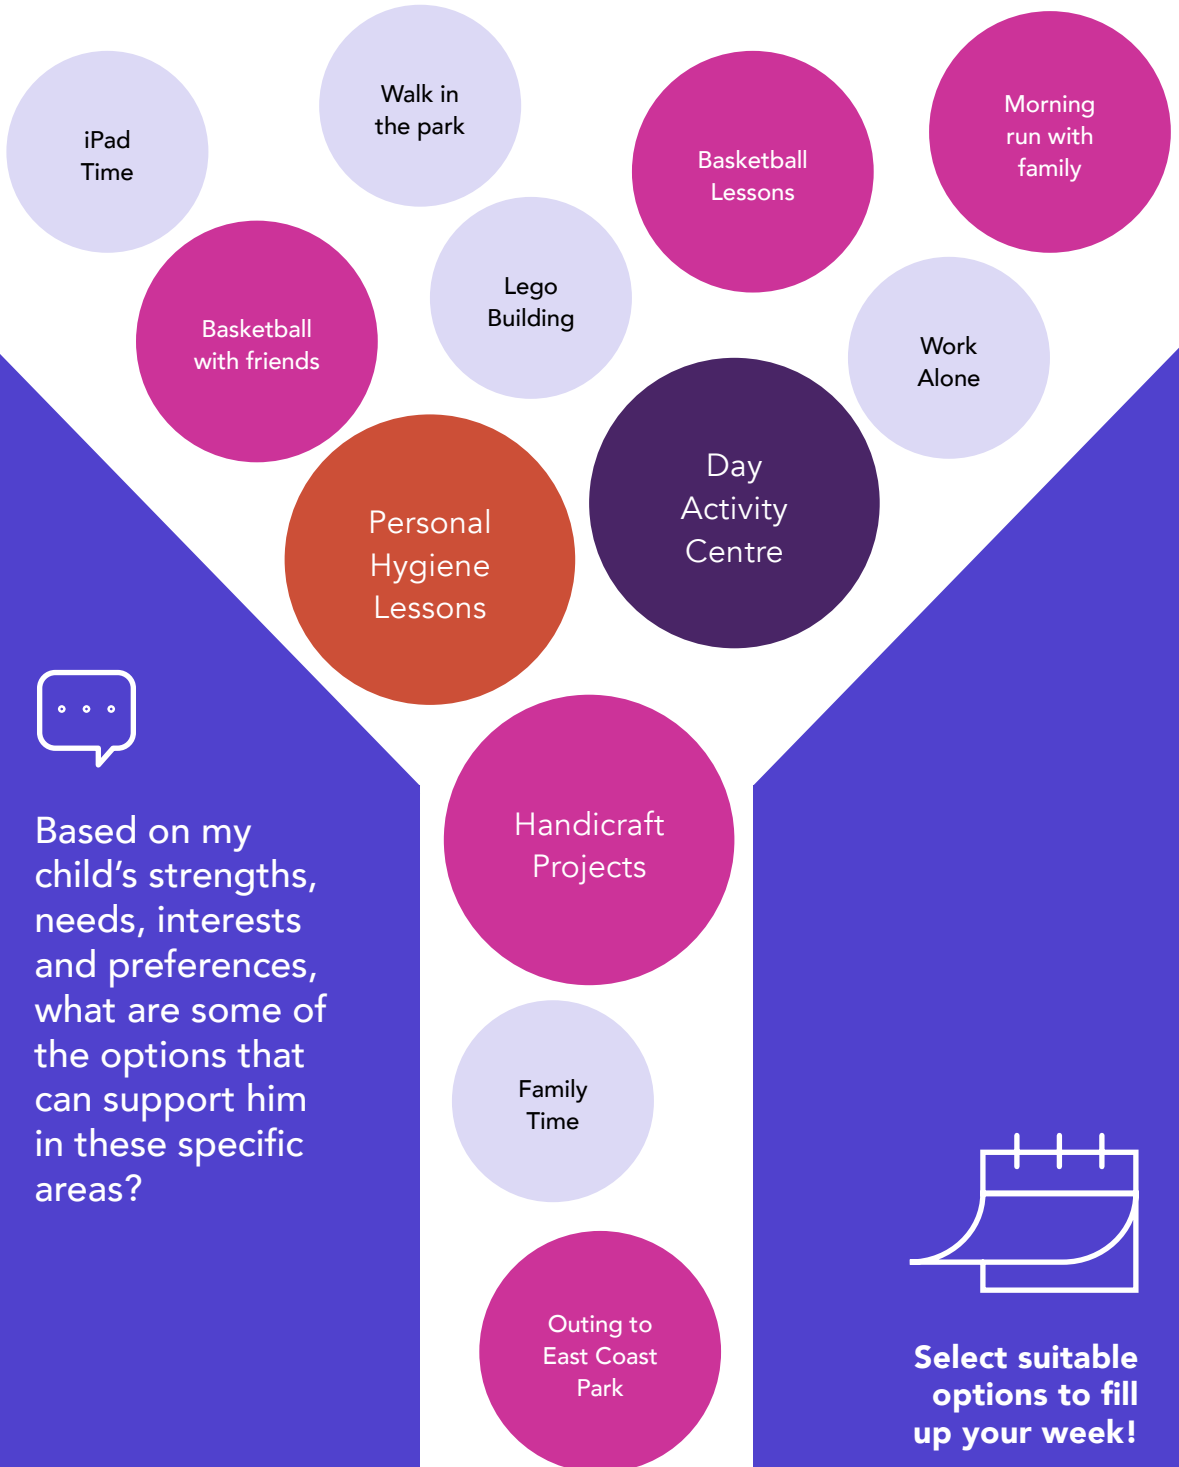 iPad
Time
Walk in
the park
Basketball
Lessons
Morning
run with
family
Basketball
with friends
Lego
Building
Work
Alone
Personal
Hygiene
Lessons
Day
Activity
Centre
Handicraft
Projects
Based on my
child’s strengths,
needs, interests
and preferences,
what are some of
the options that
can support him
in these specific
areas?
Family
Time
Outing to
East Coast
Park
Select suitable
options to fill
up your week!